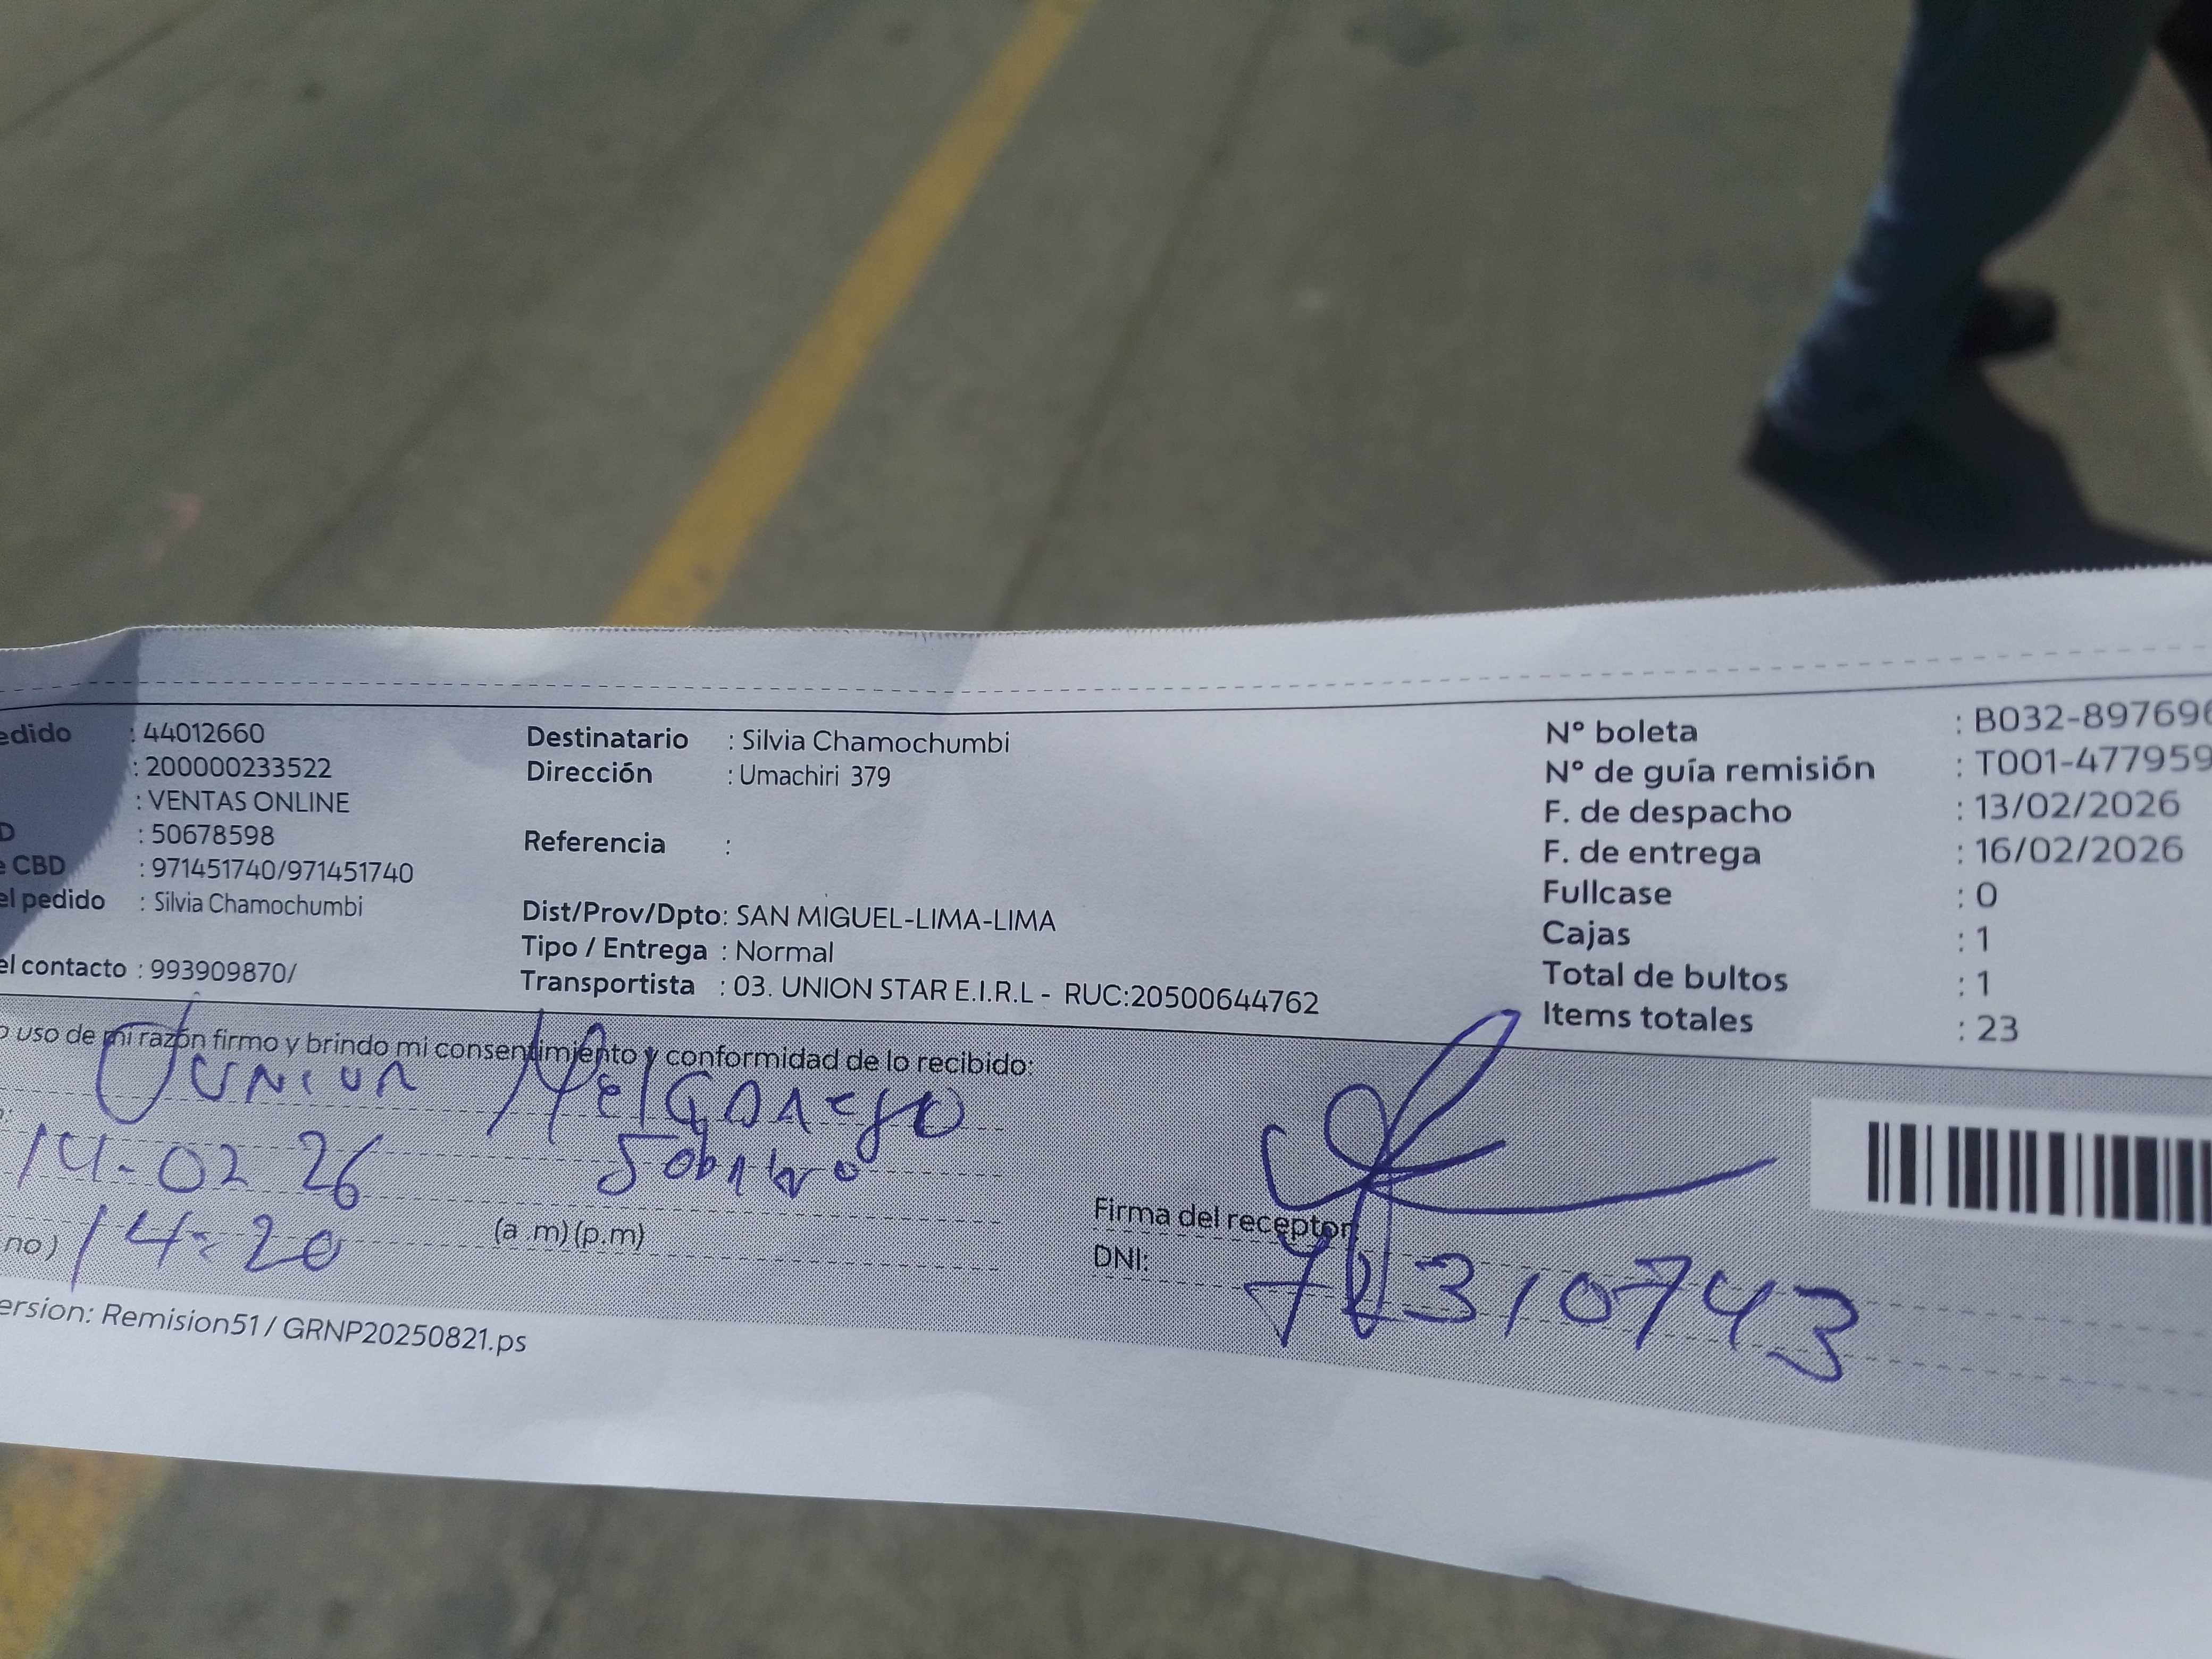 edido : 44012660
: 200000233522
: VENTAS ONLINE
D : 50678598
e CBD : 971451740/971451740
el pedido : Silvia Chamochumbi
el contacto : 993909870/
Destinatario : Silvia Chamochumbi
Dirección : Umachiri 379
Referencia :
Dist/Prov/Dpto: SAN MIGUEL-LIMA-LIMA
Tipo / Entrega : Normal
Transportista : 03. UNION STAR E.I.R.L - RUC:20500644762
N° boleta : B032-897696
N° de guía remisión : T001-477959
F. de despacho : 13/02/2026
F. de entrega : 16/02/2026
Fullcase : 0
Cajas : 1
Total de bultos : 1
Items totales : 23
o uso de mi razón firmo y brindo mi consentimiento y conformidad de lo recibido:
Junior Melgarejo
14-02 26 Sobrino
no) 14:20 (a .m)(p.m)
Firma del receptor
DNI: 310743
ersion: Remision51 / GRNP20250821.ps